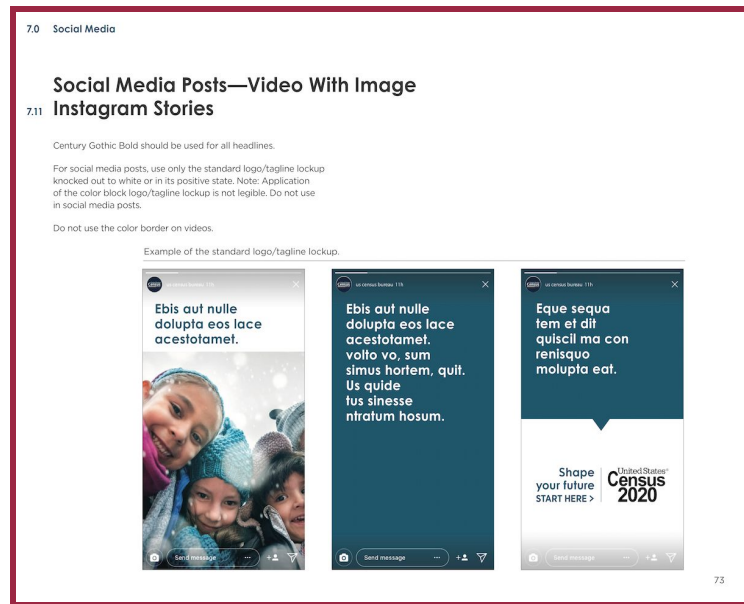 7.0 Social Media
Social Media Posts—Video With Image
7.11 Instagram Stories
Century Gothic Bold should be used for all headlines.
For social media posts, use only the standard logo/tagline lockup
knocked out to white or in its positive state. Note: Application
of the color block logo/tagline lockup is not legible. Do not use
in social media posts.
Do not use the color border on videos.
Example of the standard logo/tagline lockup.
us census bureau 11h
Ebis aut nulle
dolupta eos lace
acestotamet.
Send message
us census bureau 11h
Ebis aut nulle
dolupta eos lace
acestotamet.
volto vo, sum
simus hortem, quit.
Us quide
tus sinesse
ntratum hosum.
Send message
us census bureau 11h
Eque sequa
tem et dit
quiscil ma con
renisquo
molupta eat.
Shape
your future
START HERE >
United States®
Census
2020
Send message
73